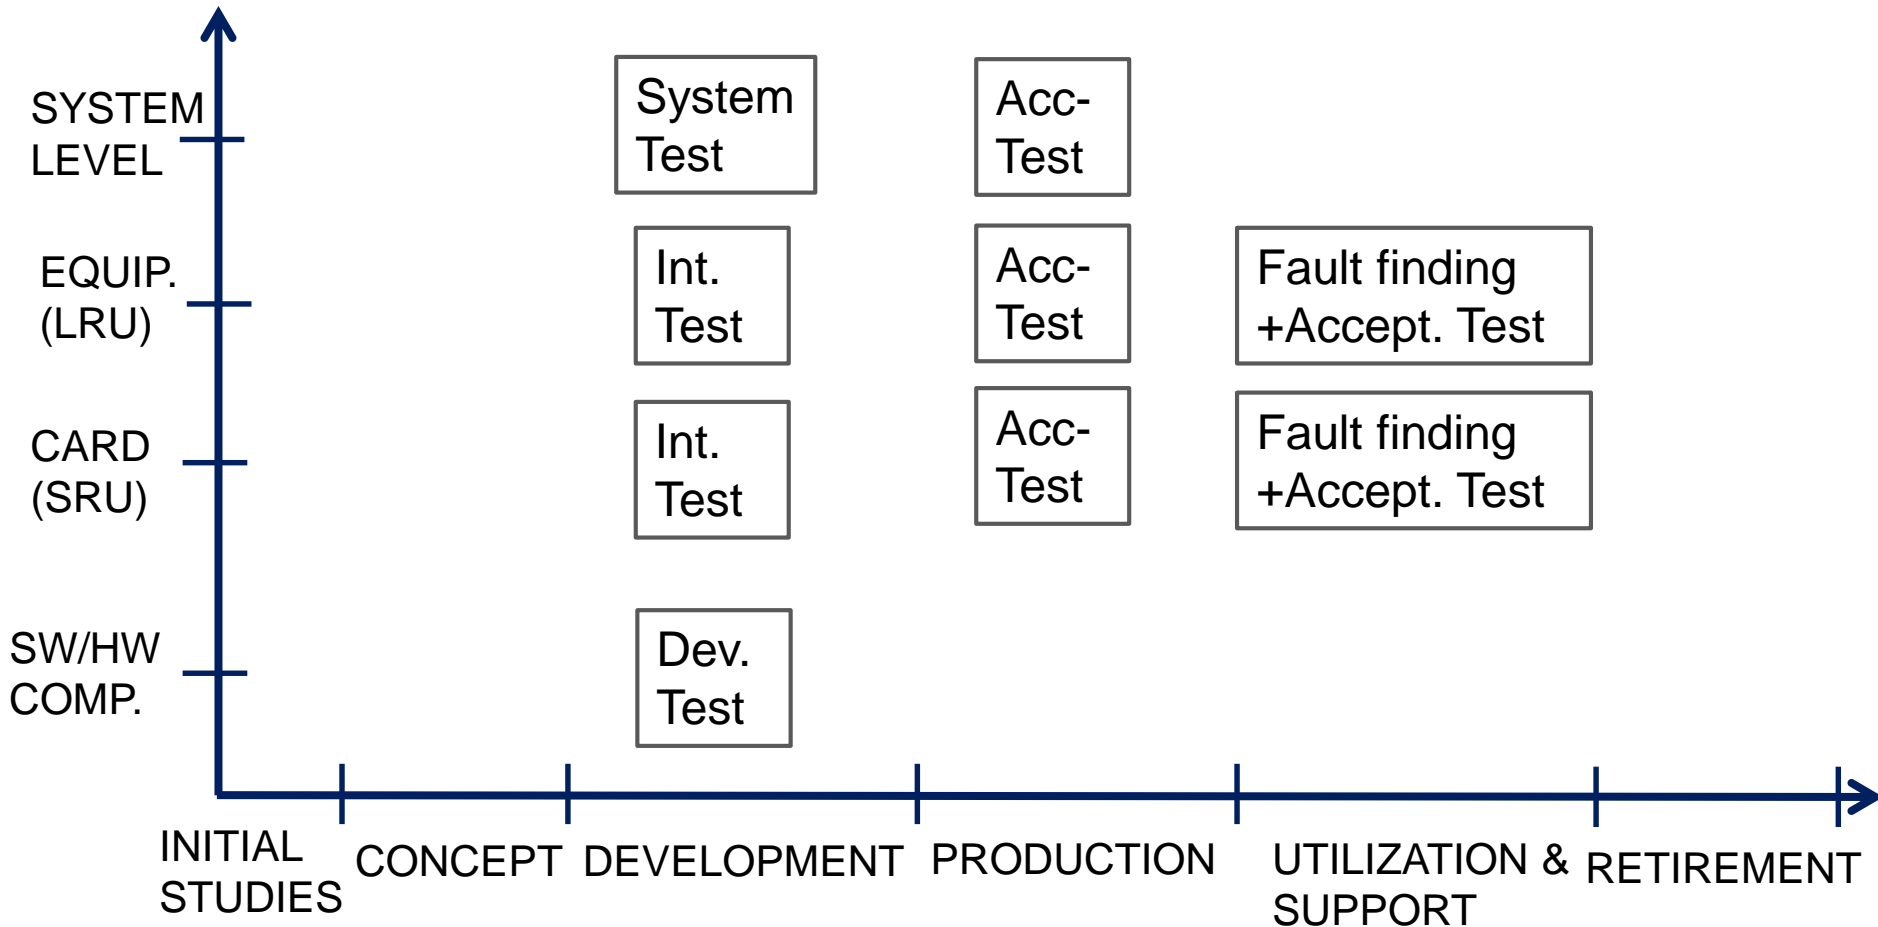 SYSTEM
LEVEL
System
Test
Acc-
Test
EQUIP.
(LRU)
Int.
Test
Acc-
Test
Fault finding
+Accept. Test
CARD
(SRU)
Int.
Test
Acc-
Test
Fault finding
+Accept. Test
SW/HW
COMP.
Dev.
Test
INITIAL
STUDIES
CONCEPT
DEVELOPMENT
PRODUCTION
UTILIZATION &
SUPPORT
RETIREMENT